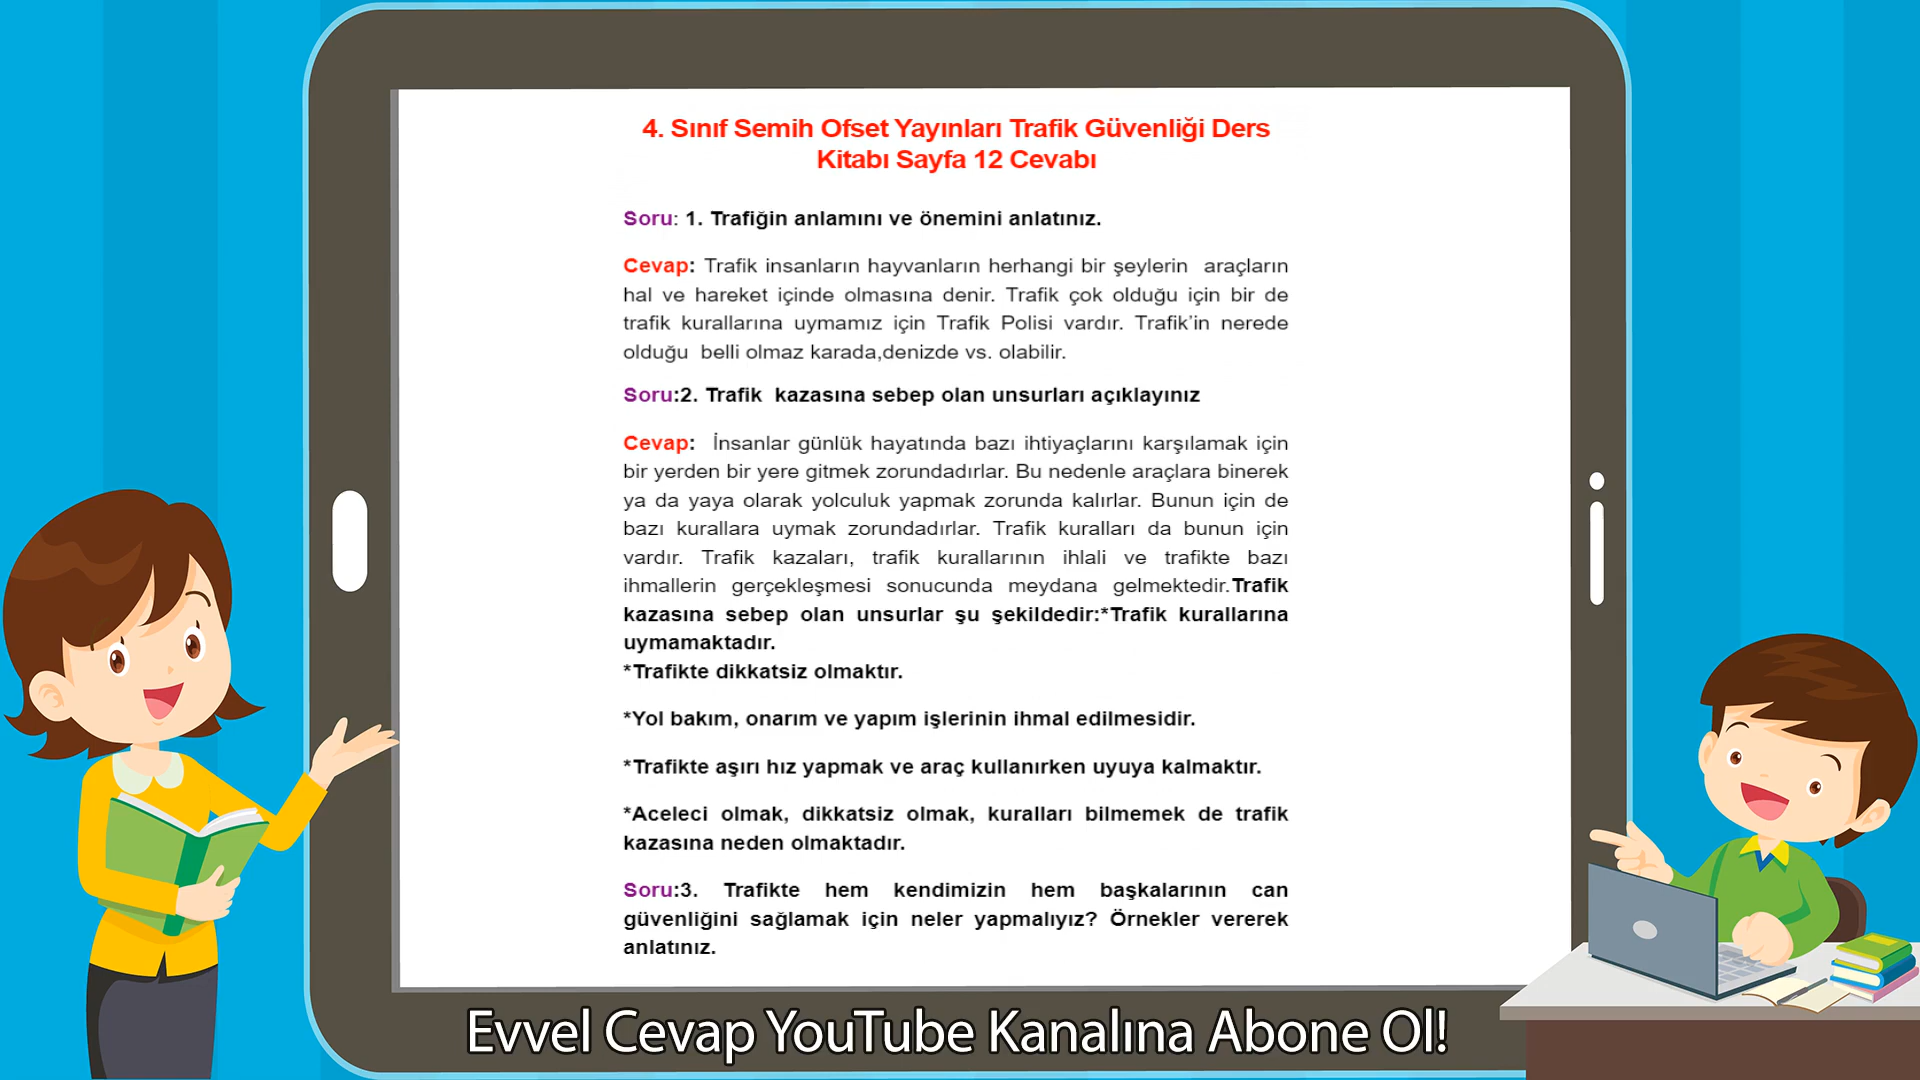 4. Sınıf Semih Ofset Yayınları Trafik Güvenliği Ders
Kitabı Sayfa 12 Cevabı
Soru: 1. Trafiğin anlamını ve önemini anlatınız.
Cevap: Trafik insanların hayvanların herhangi bir şeylerin araçların
hal ve hareket içinde olmasına denir. Trafik çok olduğu için bir de
trafik kurallarına uymamız için Trafik Polisi vardır. Trafik’in nerede
olduğu belli olmaz karada,denizde vs. olabilir.
Soru:2. Trafik kazasına sebep olan unsurları açıklayınız
Cevap: İnsanlar günlük hayatında bazı ihtiyaçlarını karşılamak için
bir yerden bir yere gitmek zorundadırlar. Bu nedenle araçlara binerek
ya da yaya olarak yolculuk yapmak zorunda kalırlar. Bunun için de
bazı kurallara uymak zorundadırlar. Trafik kuralları da bunun için
vardır. Trafik kazaları, trafik kurallarının ihlali ve trafikte bazı
ihmallerin gerçekleşmesi sonucunda meydana gelmektedir.Trafik
kazasına sebep olan unsurlar şu şekildedir:*Trafik kurallarına
uymamaktadır.
*Trafikte dikkatsiz olmaktır.
*Yol bakım, onarım ve yapım işlerinin ihmal edilmesidir.
*Trafikte aşırı hız yapmak ve araç kullanırken uyuya kalmaktır.
*Aceleci olmak, dikkatsiz olmak, kuralları bilmemek de trafik
kazasına neden olmaktadır.
Soru:3. Trafikte hem kendimizin hem başkalarının can
güvenliğini sağlamak için neler yapmalıyız? Örnekler vererek
anlatınız.
Evvel Cevap YouTube Kanalına Abone Ol!